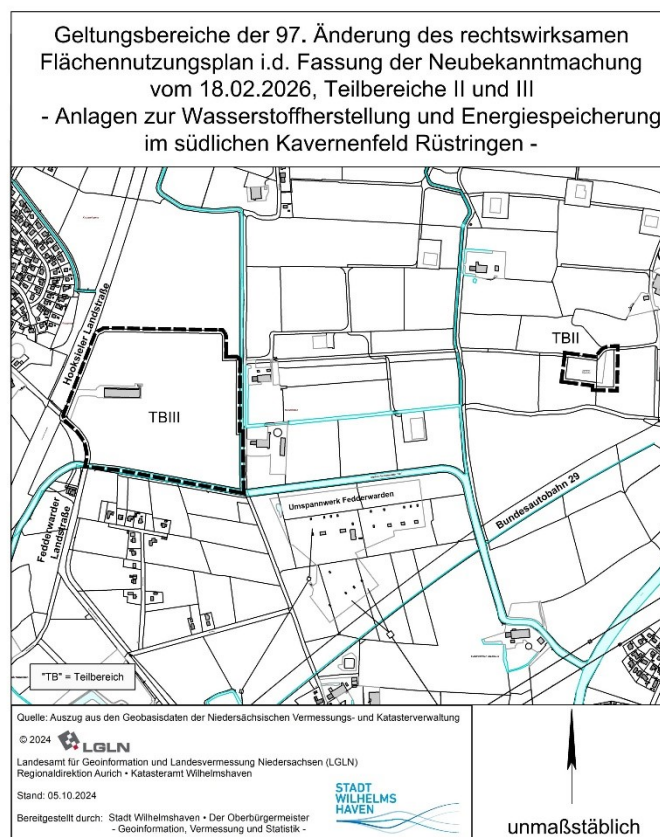 Geltungsbereiche der 97. Änderung des rechtswirksamen
Flächennutzungsplan i.d. Fassung der Neubekanntmachung
vom 18.02.2026, Teilbereiche II und III
- Anlagen zur Wasserstoffherstellung und Energiespeicherung
im südlichen Kavernenfeld Rüstringen -
Hooksieler Landstraße
TBII
TBIII
Umspannwerk Fedderwarden
Bundesautobahn 29
Fedderwarder
Landstraße
"TB" = Teilbereich
Quelle: Auszug aus den Geobasisdaten der Niedersächsischen Vermessungs- und Katasterverwaltung
© 2024 LGLN
Landesamt für Geoinformation und Landesvermessung Niedersachsen (LGLN)
Regionaldirektion Aurich • Katasteramt Wilhelmshaven
Stand: 05.10.2024
Bereitgestellt durch: Stadt Wilhelmshaven • Der Oberbürgermeister
- Geoinformation, Vermessung und Statistik -
STADT
WILHELMS
HAVEN
unmaßstäblich